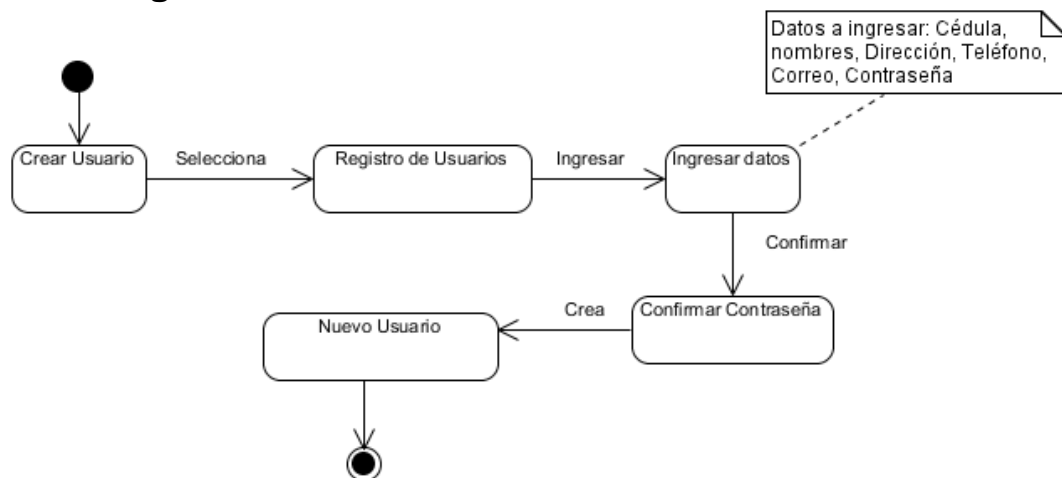 Datos a ingresar: Cédula,
nombres, Dirección, Teléfono,
Correo, Contraseña
Crear Usuario
Selecciona
Registro de Usuarios
Ingresar
Ingresar datos
Confirmar
Confirmar Contraseña
Crea
Nuevo Usuario